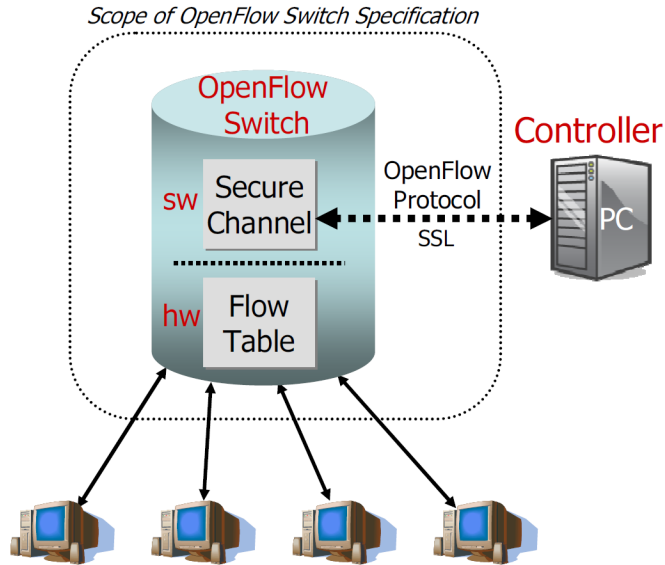 Scope of OpenFlow Switch Specification
OpenFlow
Switch
Controller
sw
Secure
Channel
OpenFlow
Protocol
SSL
PC
hw
Flow
Table